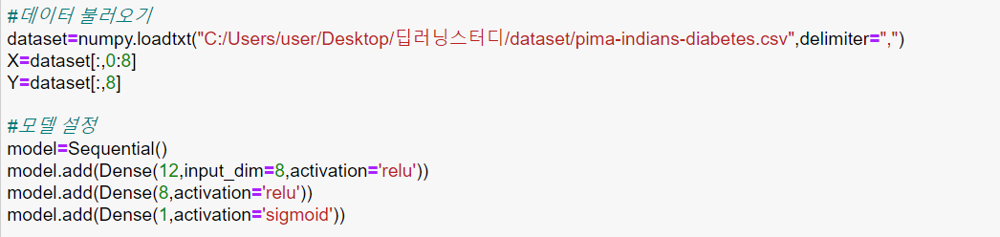 #데이터 불러오기
dataset=numpy.loadtxt("C:/Users/user/Desktop/딥러닝스터디/dataset/pima-indians-diabetes.csv",delimiter=",")
X=dataset[:,0:8]
Y=dataset[:,8]
#모델 설정
model=Sequential()
model.add(Dense(12,input_dim=8,activation='relu'))
model.add(Dense(8,activation='relu'))
model.add(Dense(1,activation='sigmoid'))